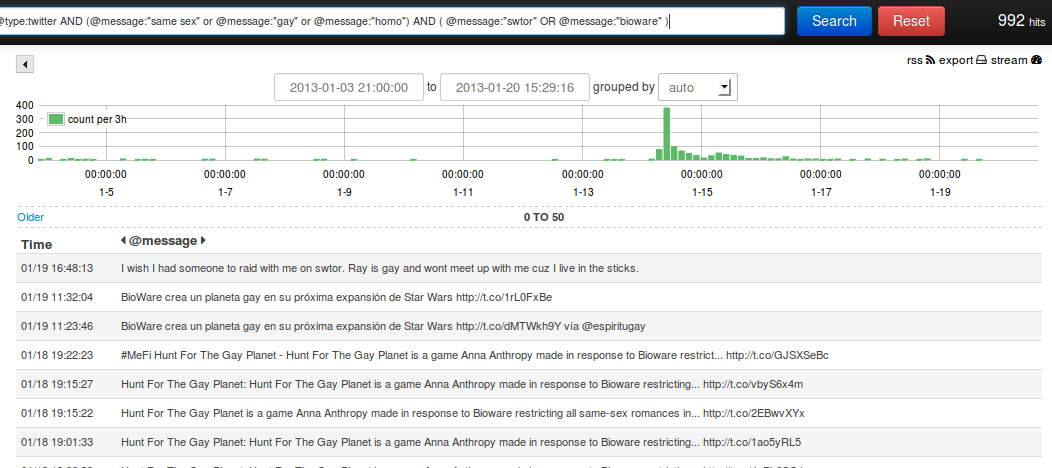 @type:twitter AND (@message:"same sex" or @message:"gay" or @message:"homo") AND ( @message:"swtor" OR @message:"bioware" )
Search
Reset
992 hits
rss export stream
2013-01-03 21:00:00 to 2013-01-20 15:29:16 grouped by auto
400
300
200
100
0
count per 3h
00:00:00 00:00:00 00:00:00 00:00:00 00:00:00 00:00:00 00:00:00 00:00:00
1-5 1-7 1-9 1-11 1-13 1-15 1-17 1-19
Older 0 TO 50
Time @message
01/19 16:48:13 I wish I had someone to raid with me on swtor. Ray is gay and wont meet up with me cuz I live in the sticks.
01/19 11:32:04 BioWare crea un planeta gay en su próxima expansión de Star Wars http://t.co/1rL0FxBe
01/19 11:23:46 BioWare crea un planeta gay en su próxima expansión de Star Wars http://t.co/dMTWkh9Y vía @espiritugay
01/18 19:22:23 #MeFi Hunt For The Gay Planet - Hunt For The Gay Planet is a game Anna Anthropy made in response to Bioware restrict... http://t.co/GJSXSeBc
01/18 19:15:27 Hunt For The Gay Planet: Hunt For The Gay Planet is a game Anna Anthropy made in response to Bioware restricting... http://t.co/vbyS6x4m
01/18 19:15:22 Hunt For The Gay Planet is a game Anna Anthropy made in response to Bioware restricting all same-sex romances in... http://t.co/2EBwvXYx
01/18 19:01:33 Hunt For The Gay Planet: Hunt For The Gay Planet is a game Anna Anthropy made in response to Bioware restricting... http://t.co/1ao5yRL5